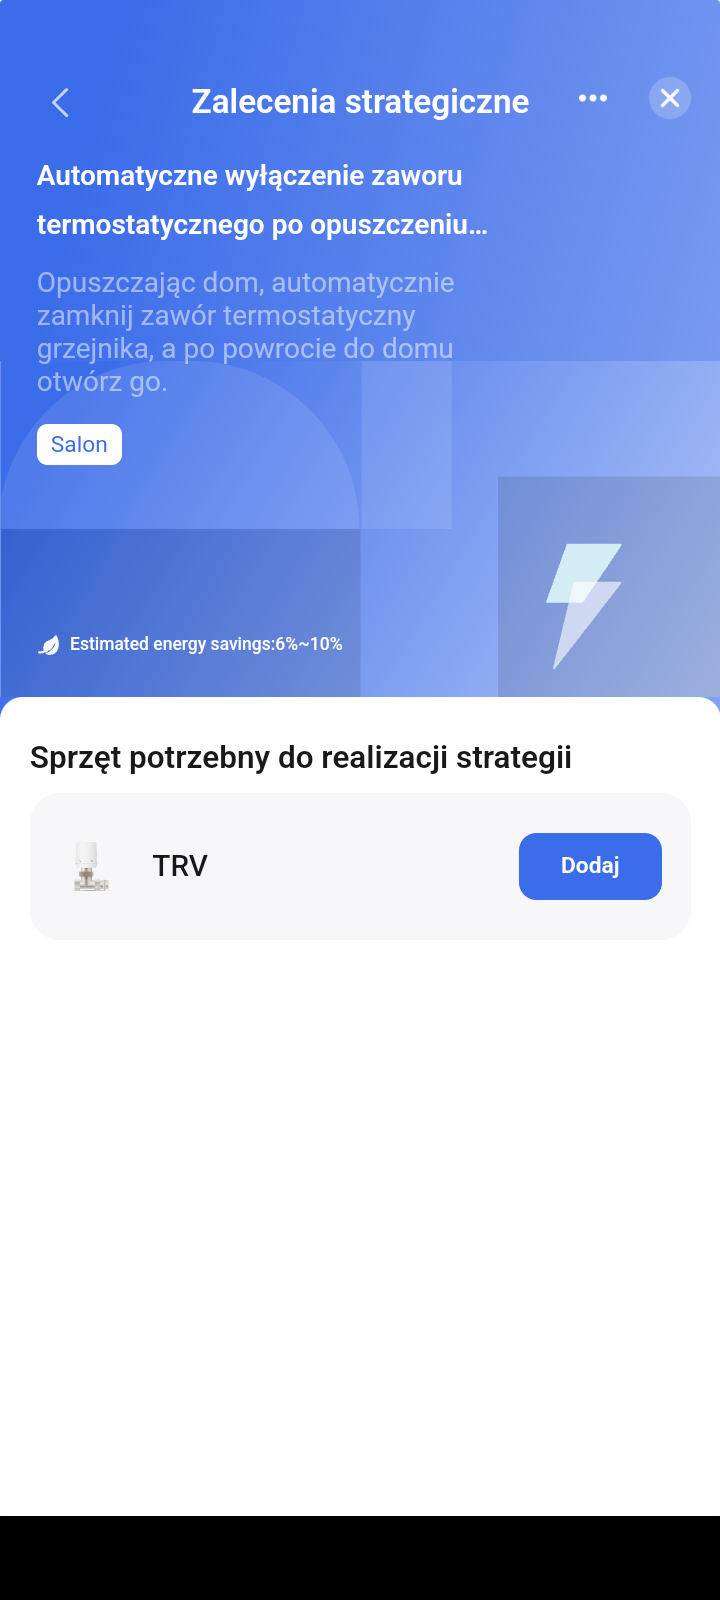 Zalecenia strategiczne
Automatyczne wyłączenie zaworu
termostatycznego po opuszczeniu...
Opuszczając dom, automatycznie
zamknij zawór termostatyczny
grzejnika, a po powrocie do domu
otwórz go.
Salon
Estimated energy savings:6%~10%
Sprzęt potrzebny do realizacji strategii
TRV
Dodaj